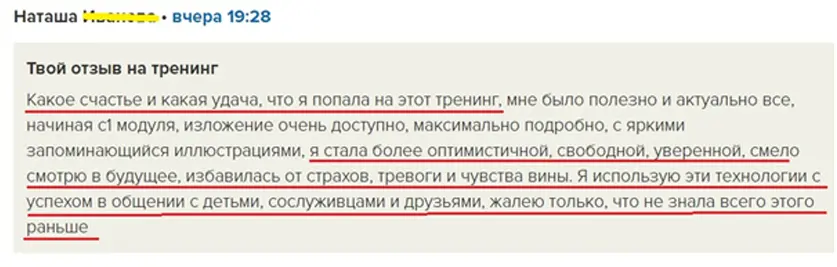 Наташа • вчера 19:28
Твой отзыв на тренинг
Какое счастье и какая удача, что я попала на этот тренинг, мне было полезно и актуально все,
начиная с1 модуля, изложение очень доступно, максимально подробно, с яркими
запоминающийся иллюстрациями, я стала более оптимистичной, свободной, уверенной, смело
смотрю в будущее, избавилась от страхов, тревоги и чувства вины. Я использую эти технологии с
успехом в общении с детьми, сослуживцами и друзьями, жалею только, что не знала всего этого
раньше